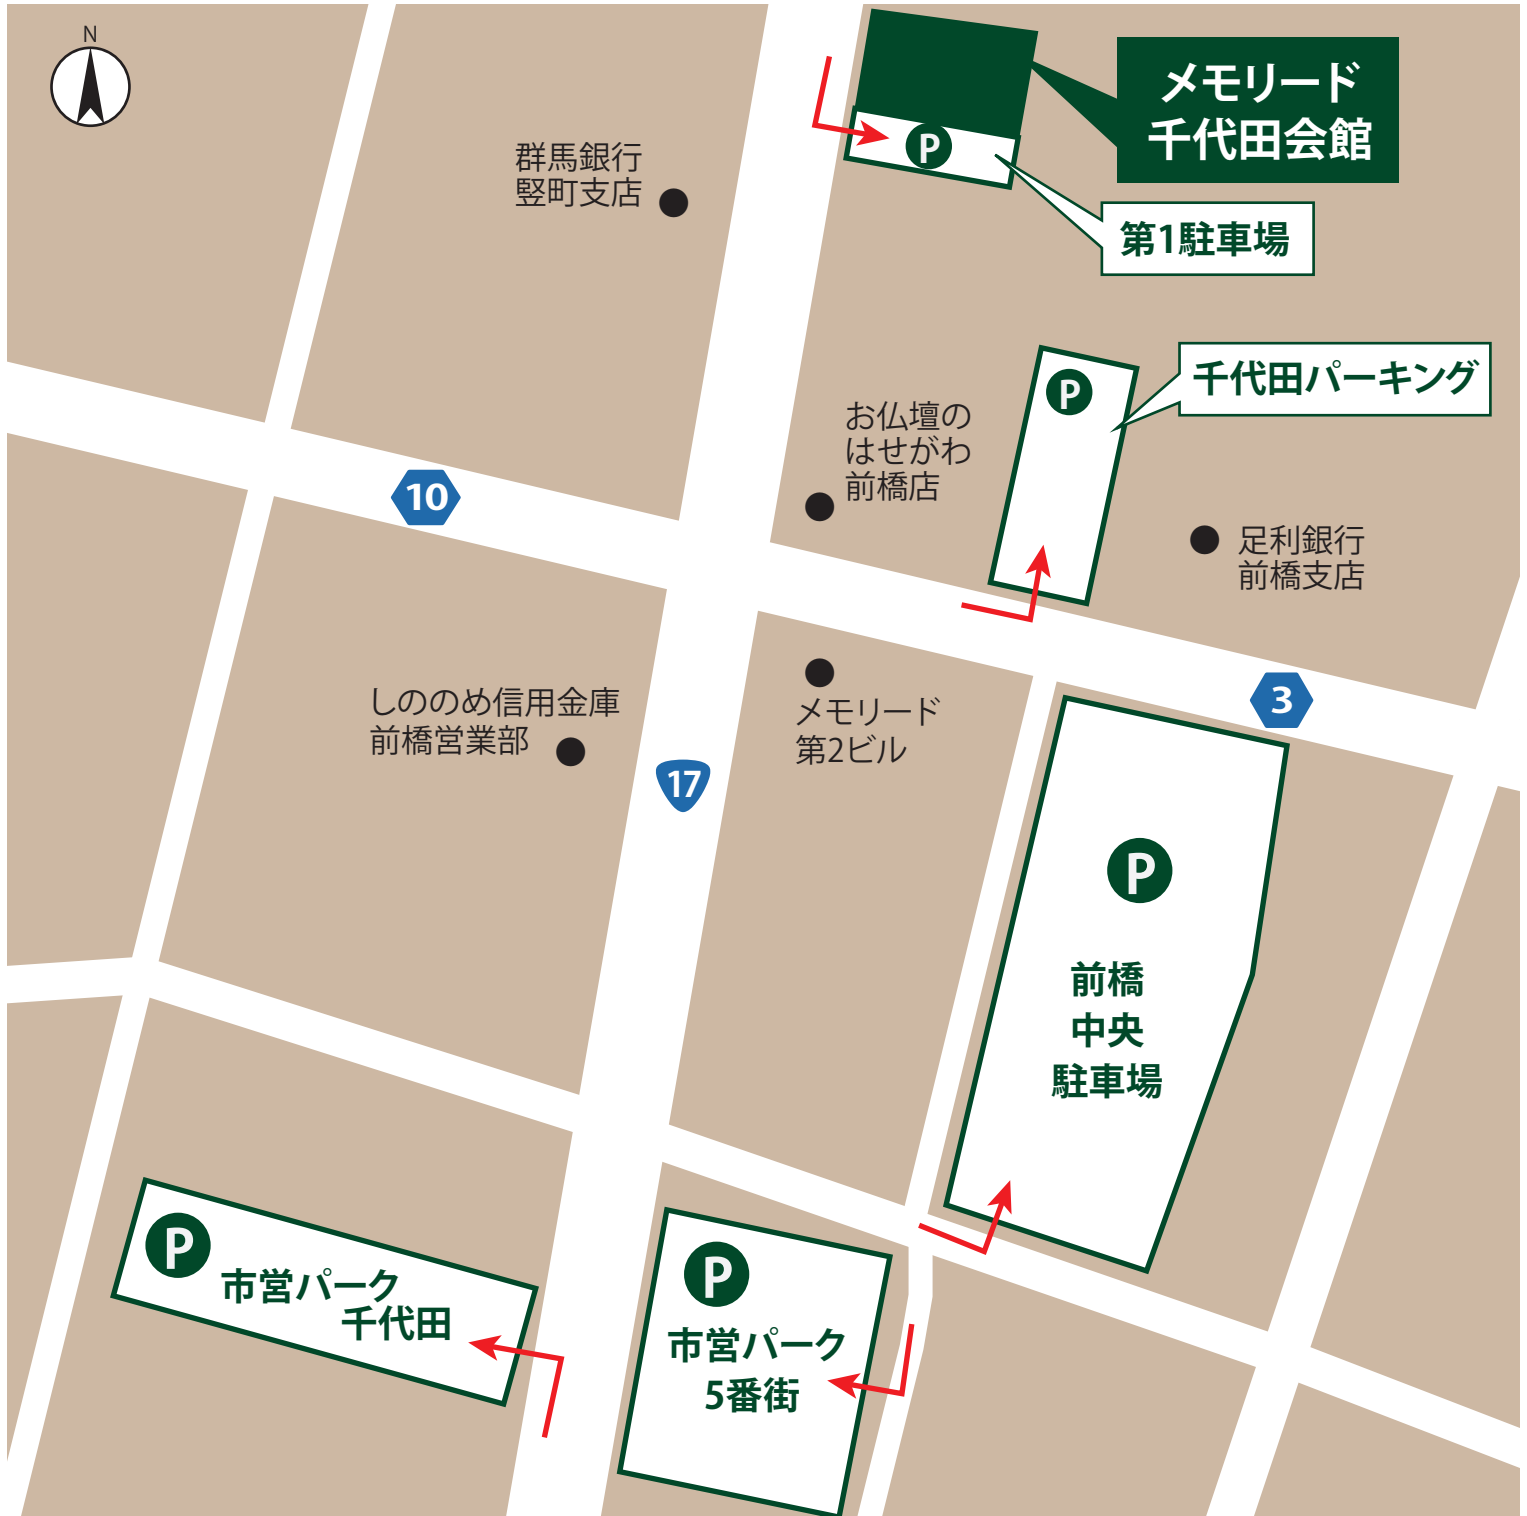 N
メモリード
千代田会館
P
群馬銀行
竪町支店
第1駐車場
千代田パーキング
P
お仏壇の
はせがわ
前橋店
10
足利銀行
前橋支店
しののめ信用金庫
前橋営業部
メモリード
第2ビル
3
17
P
前橋
中央
駐車場
P
市営パーク
千代田
P
市営パーク
5番街